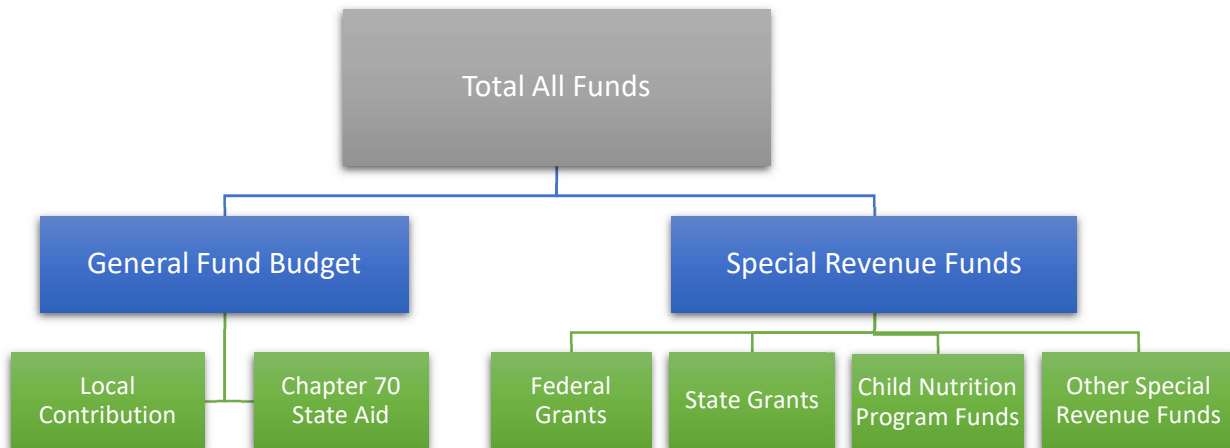 Total All Funds
General Fund Budget
Special Revenue Funds
Local
Contribution
Chapter 70
State Aid
Federal
Grants
State Grants
Child Nutrition
Program Funds
Other Special
Revenue Funds